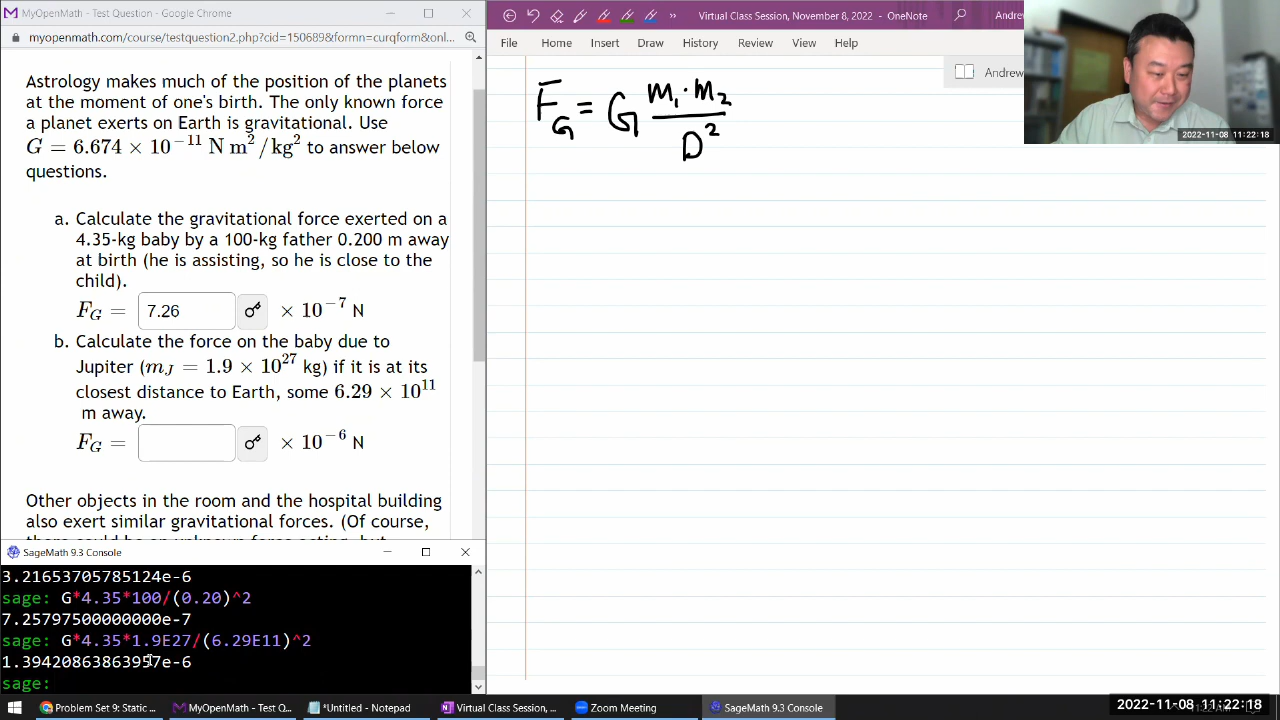 MyOpenMath - Test Question - Google Chrome
myopenmath.com/course/testquestion2.php?cid=150689&formn=curqform&onl...
Astrology makes much of the position of the planets
at the moment of one's birth. The only known force
a planet exerts on Earth is gravitational. Use
G = 6.674 × 10⁻¹¹ N m²/kg² to answer below
questions.
a. Calculate the gravitational force exerted on a
4.35-kg baby by a 100-kg father 0.200 m away
at birth (he is assisting, so he is close to the
child).
F_G = 7.26 × 10⁻⁷ N
b. Calculate the force on the baby due to
Jupiter (m_J = 1.9 × 10²⁷ kg) if it is at its
closest distance to Earth, some 6.29 × 10¹¹
m away.
F_G = × 10⁻⁶ N
Other objects in the room and the hospital building
also exert similar gravitational forces. (Of course,
SageMath 9.3 Console
3.21653705785124e-6
sage: G*4.35*100/(0.20)^2
7.25797500000000e-7
sage: G*4.35*1.9E27/(6.29E11)^2
1.39420863863957e-6
sage:
Virtual Class Session, November 8, 2022 - OneNote
Andrew
File Home Insert Draw History Review View Help
Andrew
F_G = G m₁·m₂ / D²
2022-11-08 11:22:18
Problem Set 9: Static ... MyOpenMath - Test Q... *Untitled - Notepad Virtual Class Session,... Zoom Meeting SageMath 9.3 Console
2022-11-08 11:22:18